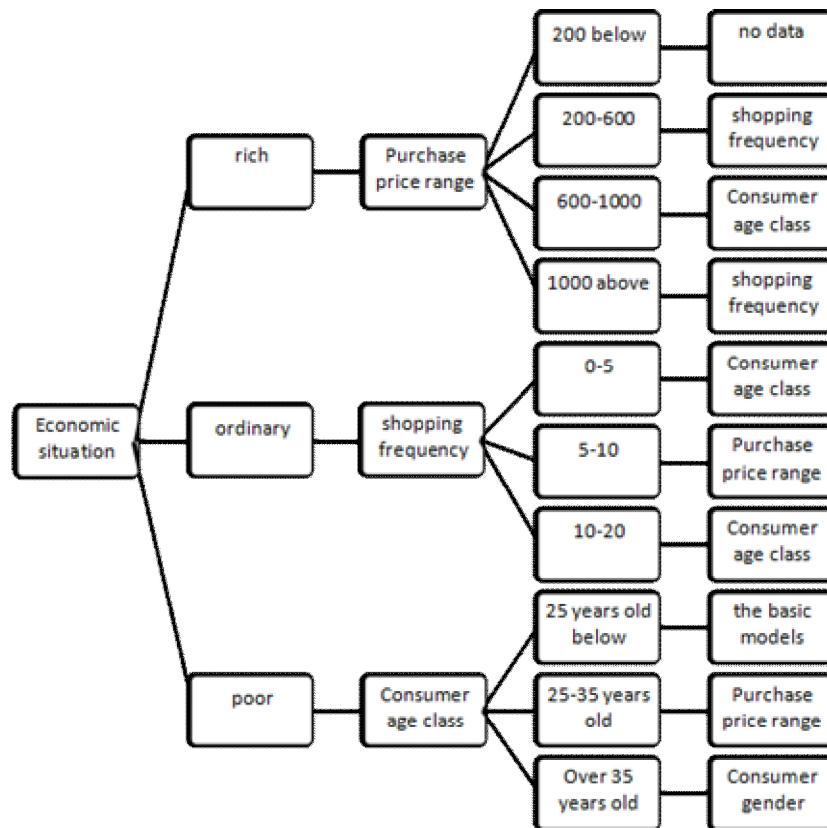 200 below
no data
200-600
shopping
frequency
rich
Purchase
price range
600-1000
Consumer
age class
1000 above
shopping
frequency
0-5
Consumer
age class
Economic
situation
ordinary
shopping
frequency
5-10
Purchase
price range
10-20
Consumer
age class
25 years old
below
the basic
models
poor
Consumer
age class
25-35 years
old
Purchase
price range
Over 35
years old
Consumer
gender